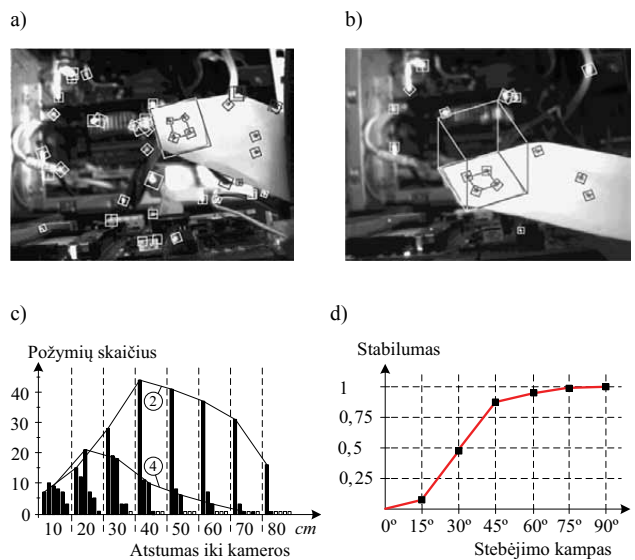 a)
b)
c)
Požymių skaičius
40
30
20
10
0
2
4
10 20 30 40 50 60 70 80 cm
Atstumas iki kameros
d)
Stabilumas
1
0,75
0,5
0,25
0º 15º 30º 45º 60º 75º 90º
Stebėjimo kampas